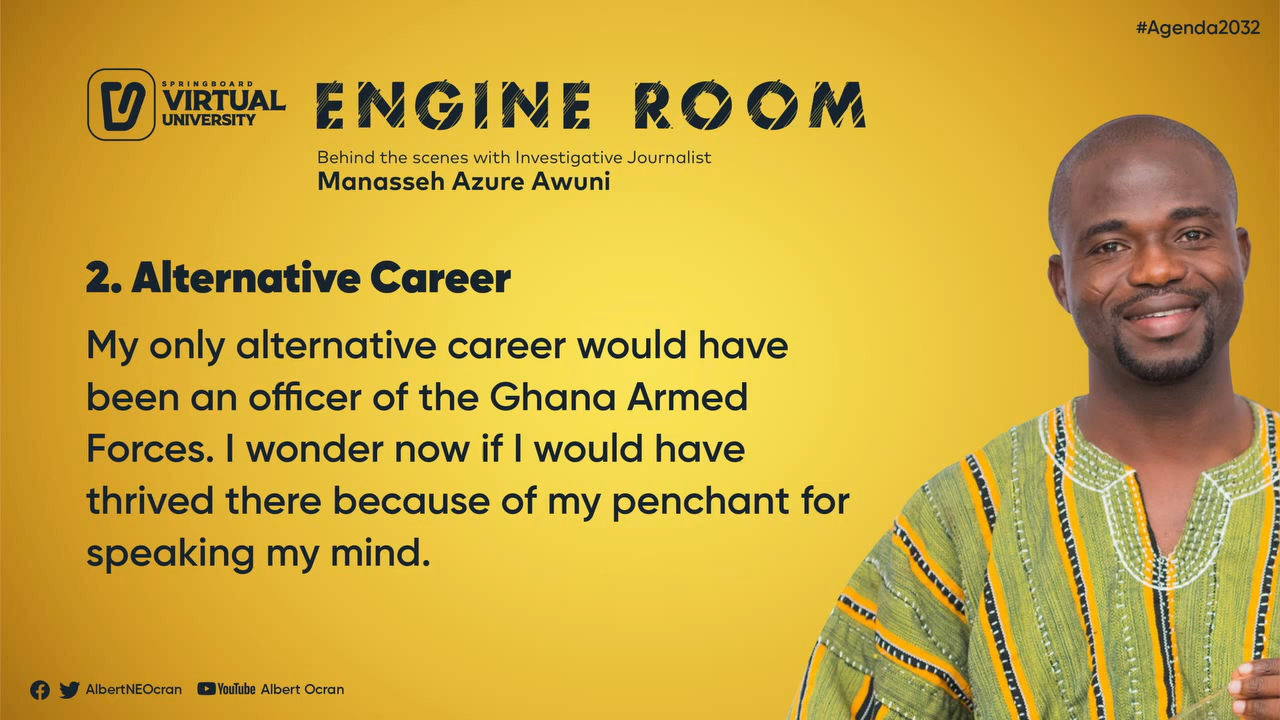 #Agenda2032
SPRINGBOARD
VIRTUAL
UNIVERSITY
ENGINE ROOM
Behind the scenes with Investigative Journalist
Manasseh Azure Awuni
2. Alternative Career
My only alternative career would have
been an officer of the Ghana Armed
Forces. I wonder now if I would have
thrived there because of my penchant for
speaking my mind.
AlbertNEOcran YouTube Albert Ocran